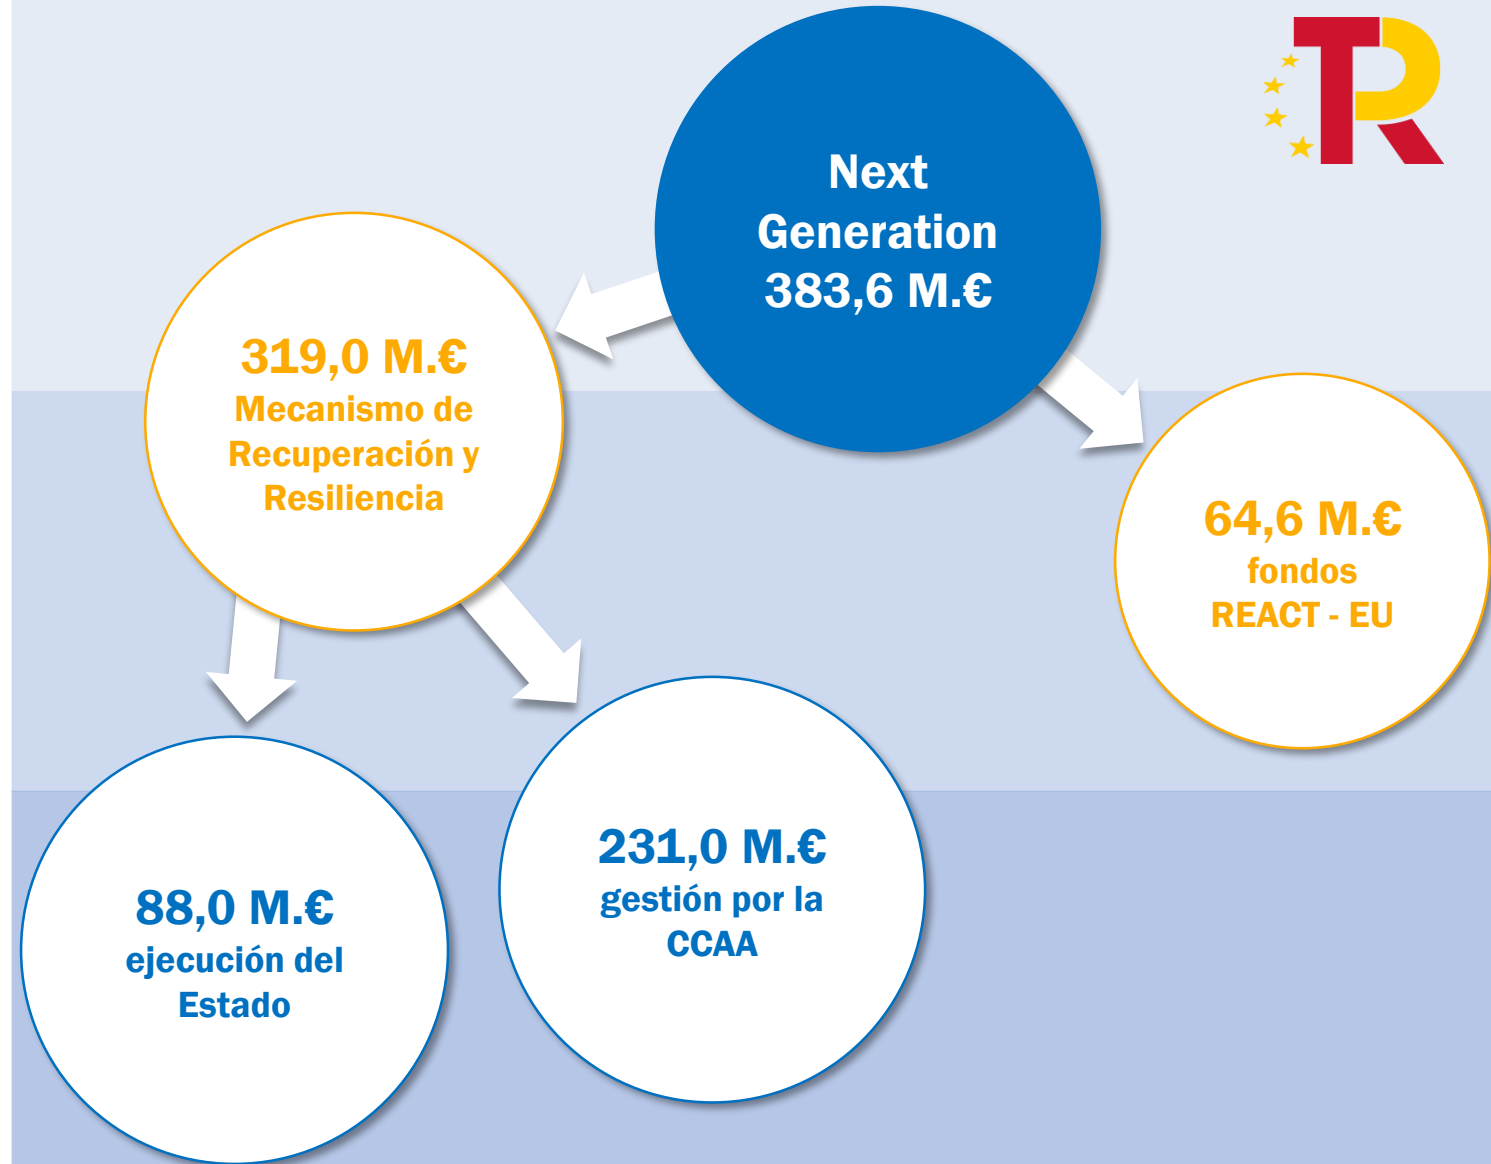 Next
Generation
383,6 M.€
TR
319,0 M.€
Mecanismo de
Recuperación y
Resiliencia
64,6 M.€
fondos
REACT - EU
231,0 M.€
gestión por la
CCAA
88,0 M.€
ejecución del
Estado